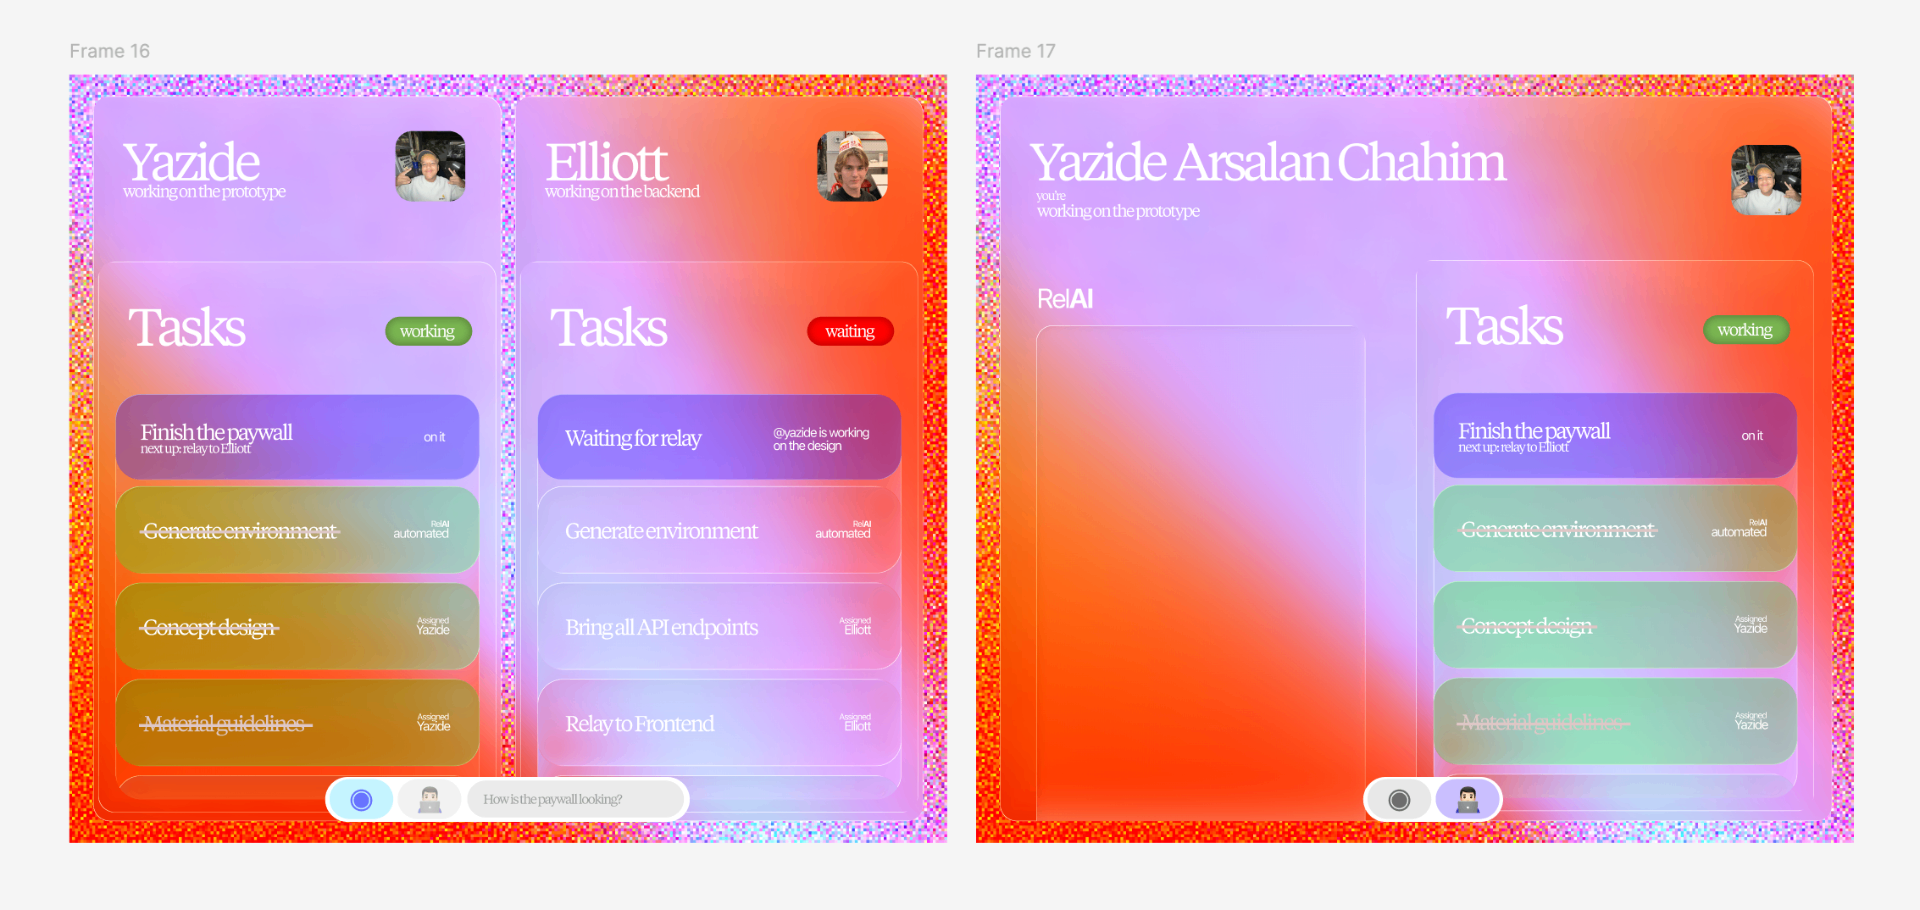 Frame 16
Yazide
working on the prototype
Tasks
working
Finish the paywall
next up: relay to Elliott
on it
Generate environment
RelAI
automated
Concept design
Assigned
Yazide
Material guidelines
Assigned
Yazide
Elliott
working on the backend
Tasks
waiting
Waiting for relay
@yazide is working
on the design
Generate environment
RelAI
automated
Bring all API endpoints
Assigned
Elliott
Relay to Frontend
Assigned
Elliott
How is the paywall looking?
Frame 17
Yazide Arsalan Chahim
you're
working on the prototype
RelAI
Tasks
working
Finish the paywall
next up: relay to Elliott
on it
Generate environment
RelAI
automated
Concept design
Assigned
Yazide
Material guidelines
Assigned
Yazide